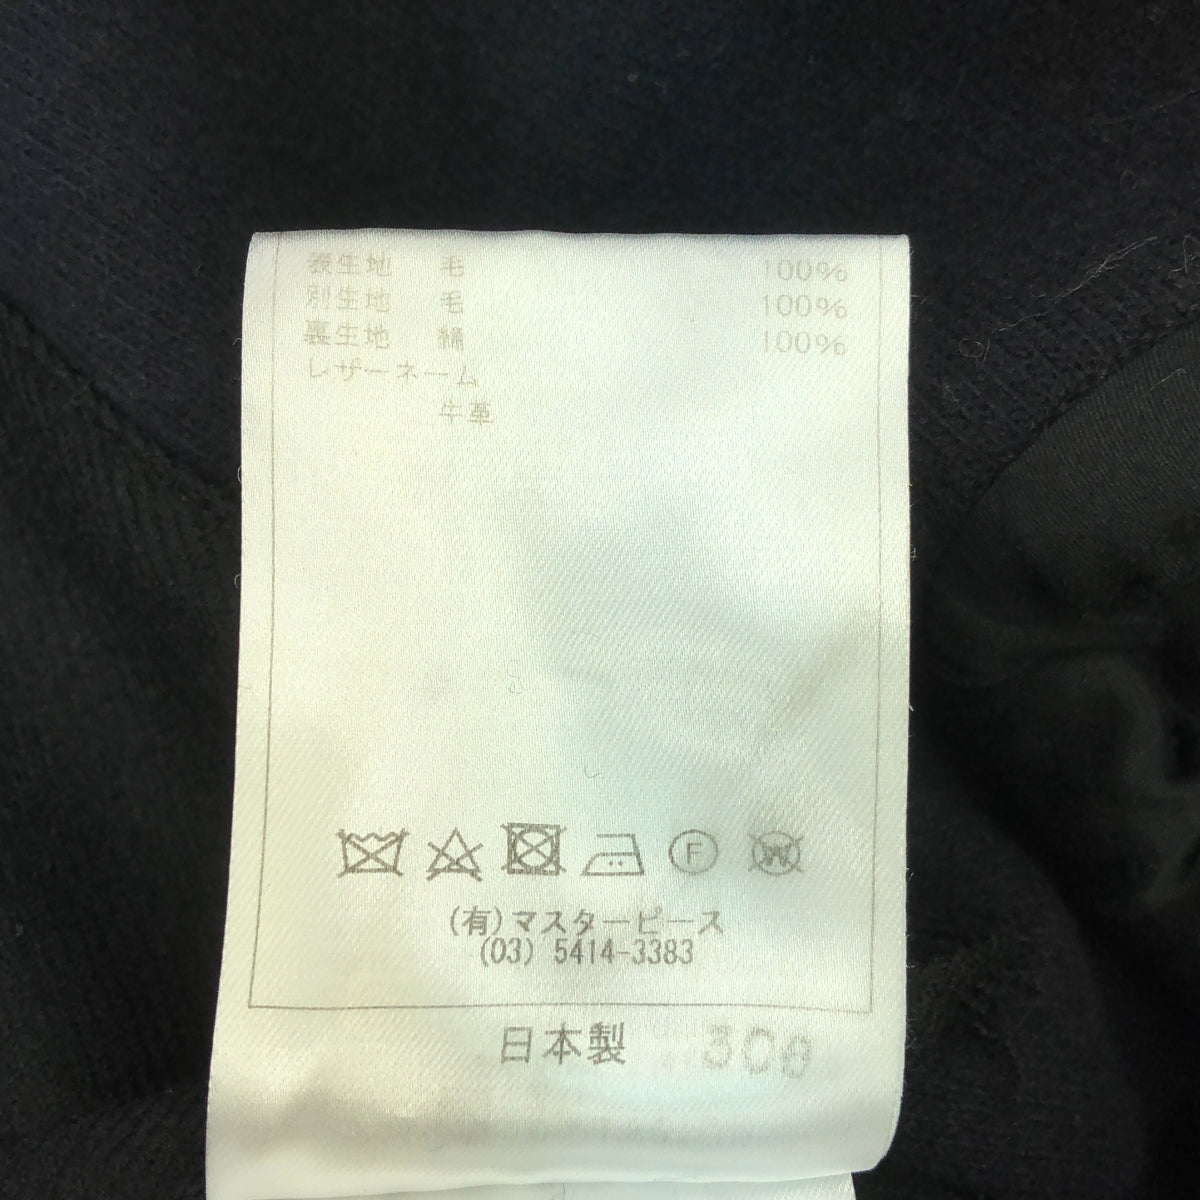 表生地 毛 100%
別生地 毛 100%
裏生地 絹 100%
レザーネーム
牛革
F W
(有)マスターピース
(03) 5414-3383
日本製